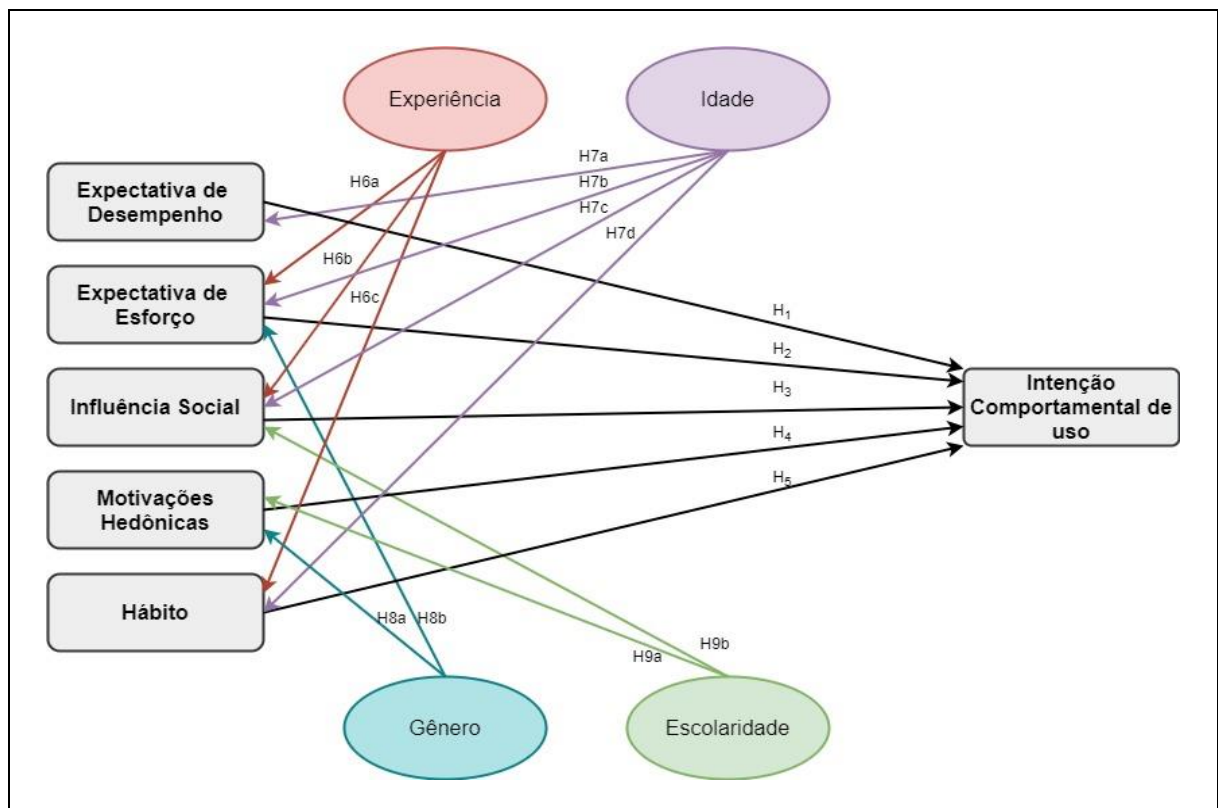 Experiência
Idade
H7a
H7b
H7c
H7d
H6a
H6b
H6c
Expectativa de
Desempenho
Expectativa de
Esforço
Influência Social
Motivações
Hedônicas
Hábito
H1
H2
H3
H4
H5
Intenção
Comportamental de
uso
H8a
H8b
H9a
H9b
Gênero
Escolaridade